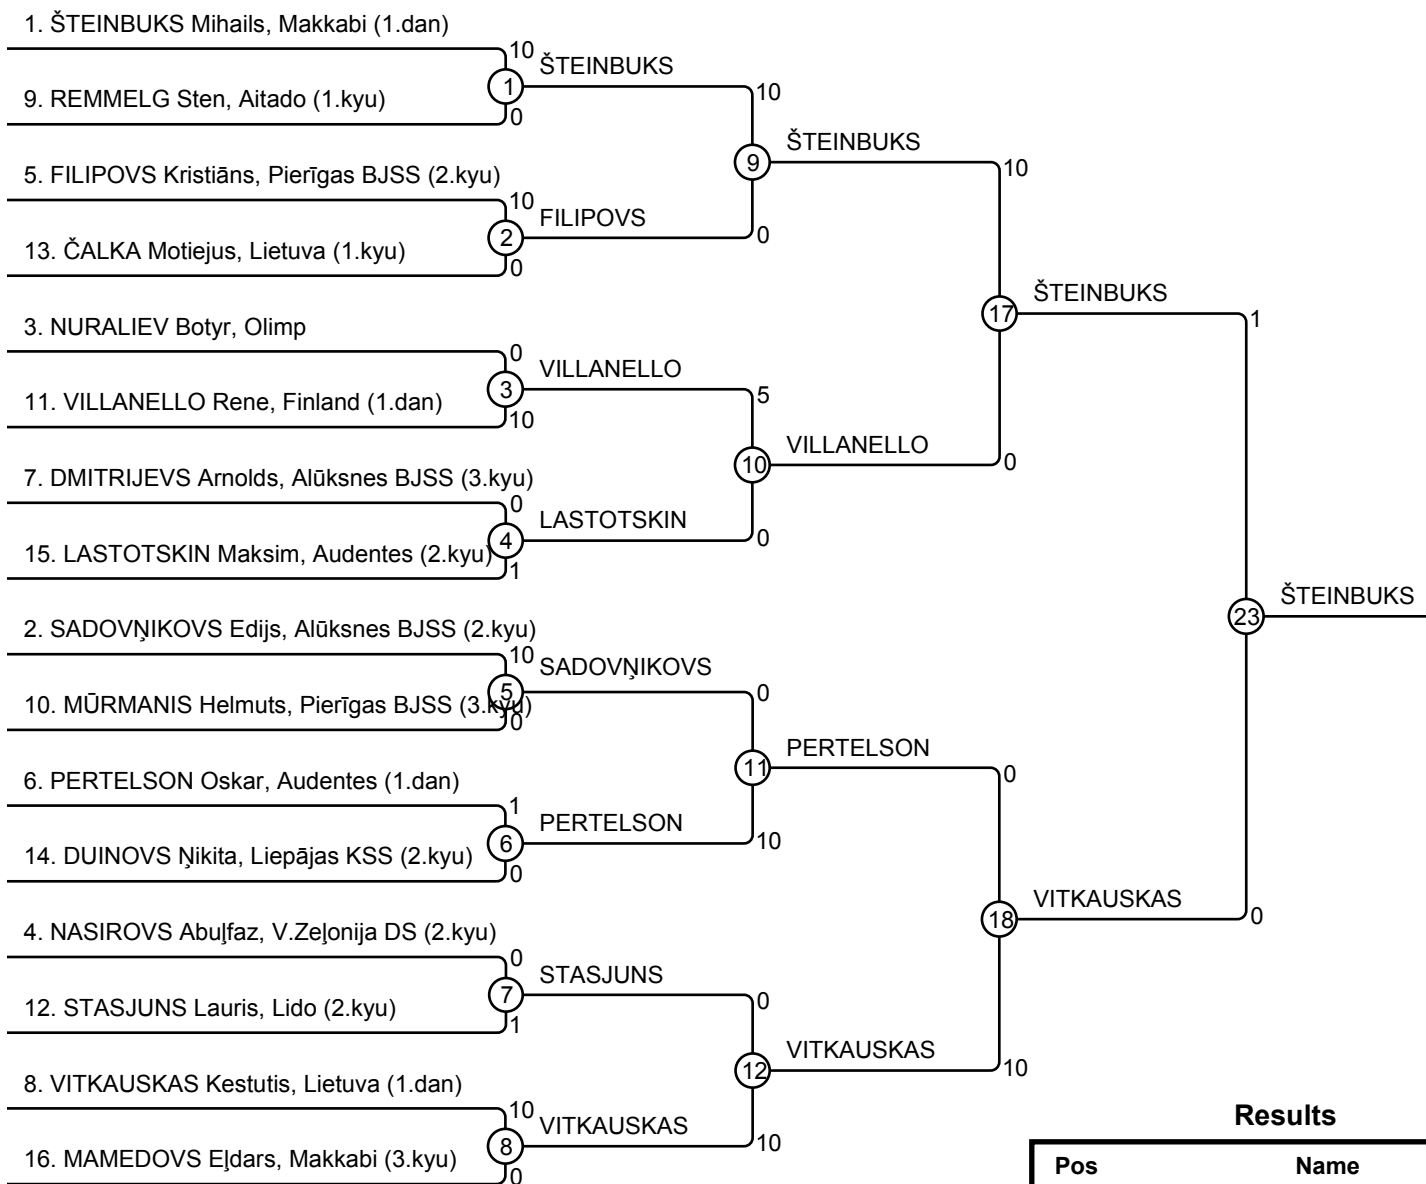 1. ŠTEINBUKS Mihails, Makkabi (1.dan)
10
1
ŠTEINBUKS
9. REMMELG Sten, Aitado (1.kyu)
0
10
9
ŠTEINBUKS
5. FILIPOVS Kristiāns, Pierīgas BJSS (2.kyu)
10
10
2
FILIPOVS
0
13. ČALKA Motiejus, Lietuva (1.kyu)
0
17
ŠTEINBUKS
3. NURALIEV Botyr, Olimp
0
1
3
VILLANELLO
11. VILLANELLO Rene, Finland (1.dan)
10
5
10
VILLANELLO
0
7. DMITRIJEVS Arnolds, Alūksnes BJSS (3.kyu)
0
4
LASTOTSKIN
0
15. LASTOTSKIN Maksim, Audentes (2.kyu)
1
23
ŠTEINBUKS
2. SADOVŅIKOVS Edijs, Alūksnes BJSS (2.kyu)
10
5
SADOVŅIKOVS
0
10. MŪRMANIS Helmuts, Pierīgas BJSS (3.kyu)
0
11
PERTELSON
0
6. PERTELSON Oskar, Audentes (1.dan)
1
6
PERTELSON
10
14. DUINOVS Ņikita, Liepājas KSS (2.kyu)
0
18
VITKAUSKAS
0
4. NASIROVS Abuļfaz, V.Zeļonija DS (2.kyu)
0
7
STASJUNS
0
12. STASJUNS Lauris, Lido (2.kyu)
1
12
VITKAUSKAS
10
8. VITKAUSKAS Kestutis, Lietuva (1.dan)
10
8
VITKAUSKAS
10
16. MAMEDOVS Eļdars, Makkabi (3.kyu)
0
Results
Pos Name